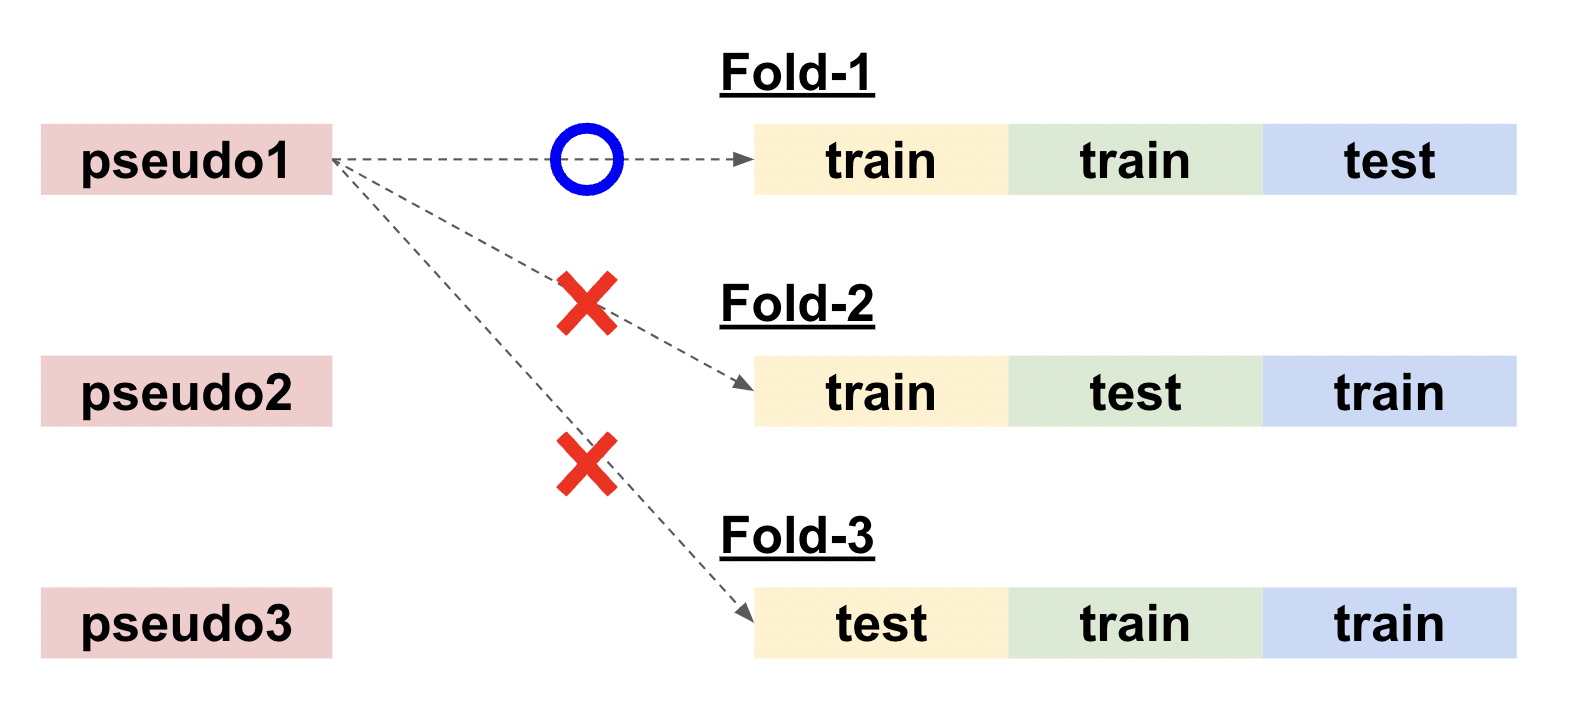 Fold-1
pseudo1 train train test
Fold-2
pseudo2 train test train
Fold-3
pseudo3 test train train